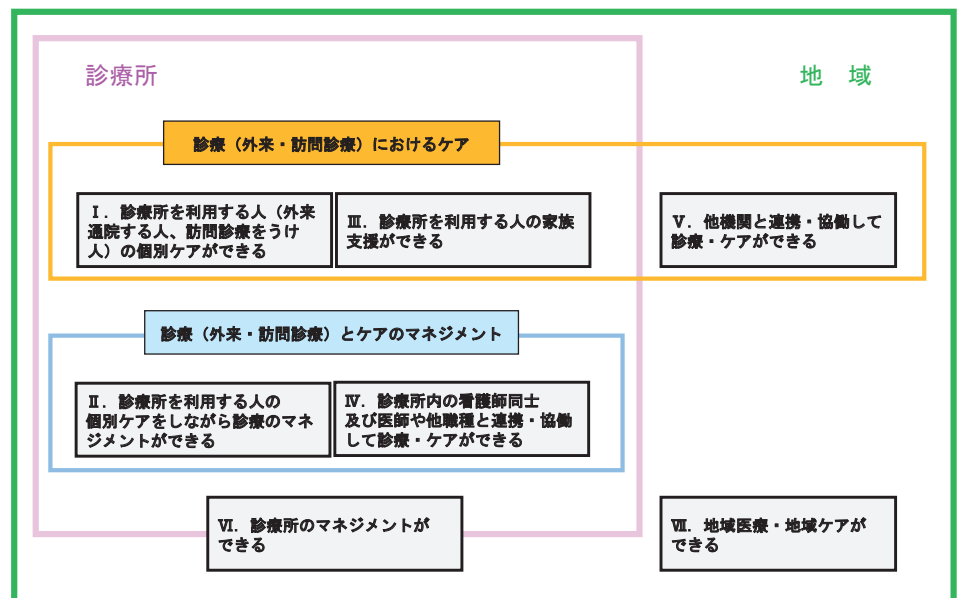 診療所
地　域
診療（外来・訪問診療）におけるケア
Ⅰ．診療所を利用する人（外来
通院する人、訪問診療をうけ
人）の個別ケアができる
Ⅲ．診療所を利用する人の家族
支援ができる
Ⅴ．他機関と連携・協働して
診療・ケアができる
診療（外来・訪問診療）とケアのマネジメント
Ⅱ．診療所を利用する人の
個別ケアをしながら診療のマネ
ジメントができる
Ⅳ．診療所内の看護師同士
及び医師や他職種と連携・協働
して診療・ケアができる
Ⅵ．診療所のマネジメントが
できる
Ⅶ．地域医療・地域ケアが
できる